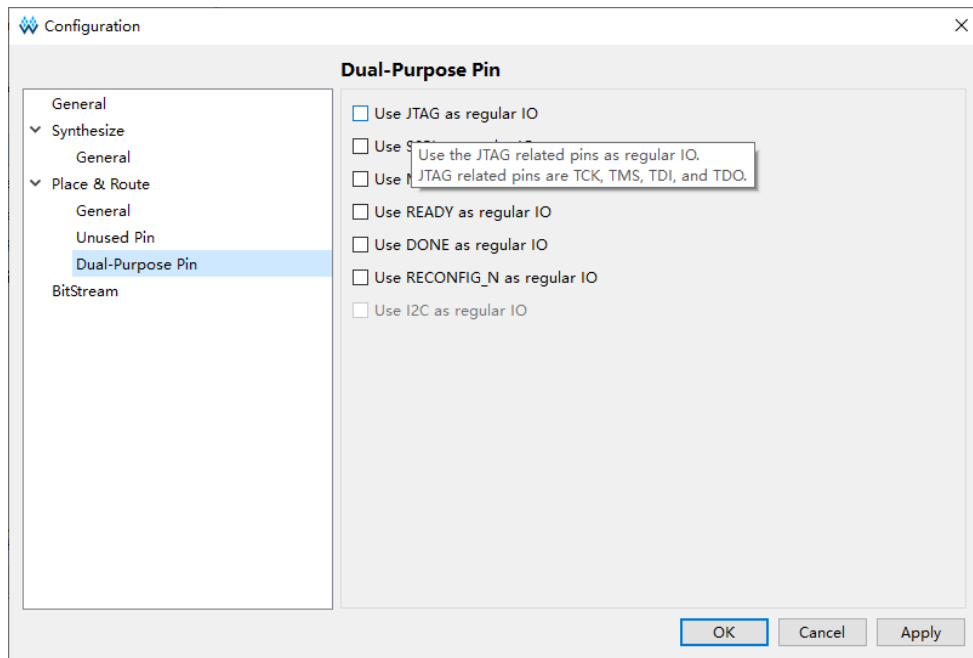 Configuration
Dual-Purpose Pin
General
Synthesize
General
Place & Route
General
Unused Pin
Dual-Purpose Pin
BitStream
Use JTAG as regular IO
Use
Use the JTAG related pins as regular IO.
JTAG related pins are TCK, TMS, TDI, and TDO.
Use
Use READY as regular IO
Use DONE as regular IO
Use RECONFIG_N as regular IO
Use I2C as regular IO
OK
Cancel
Apply